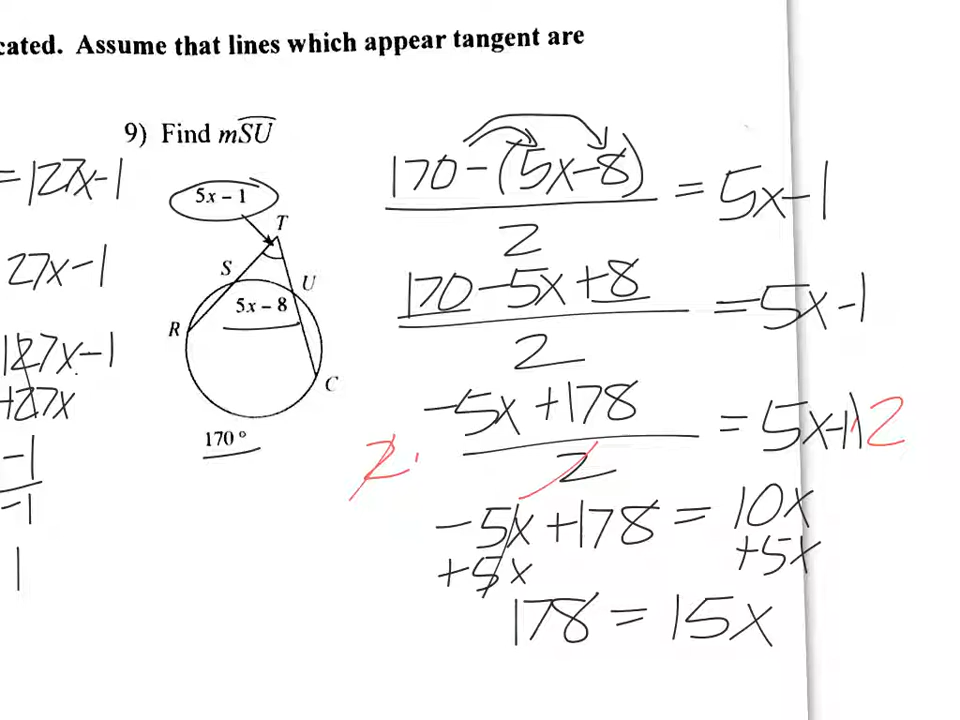 cated. Assume that lines which appear tangent are
9) Find mSU
5x – 1
T
S
U
5x – 8
R
C
170°
= 127x-1
27x-1
127x-1
+27x
-1
-1
1
170-(5x-8) = 5x-1
2
170-5x+8 = 5x-1
2
-5x+178 = 5x-1 · 2
2 ·
2
-5x+178 = 10x
+5x +5x
178 = 15x